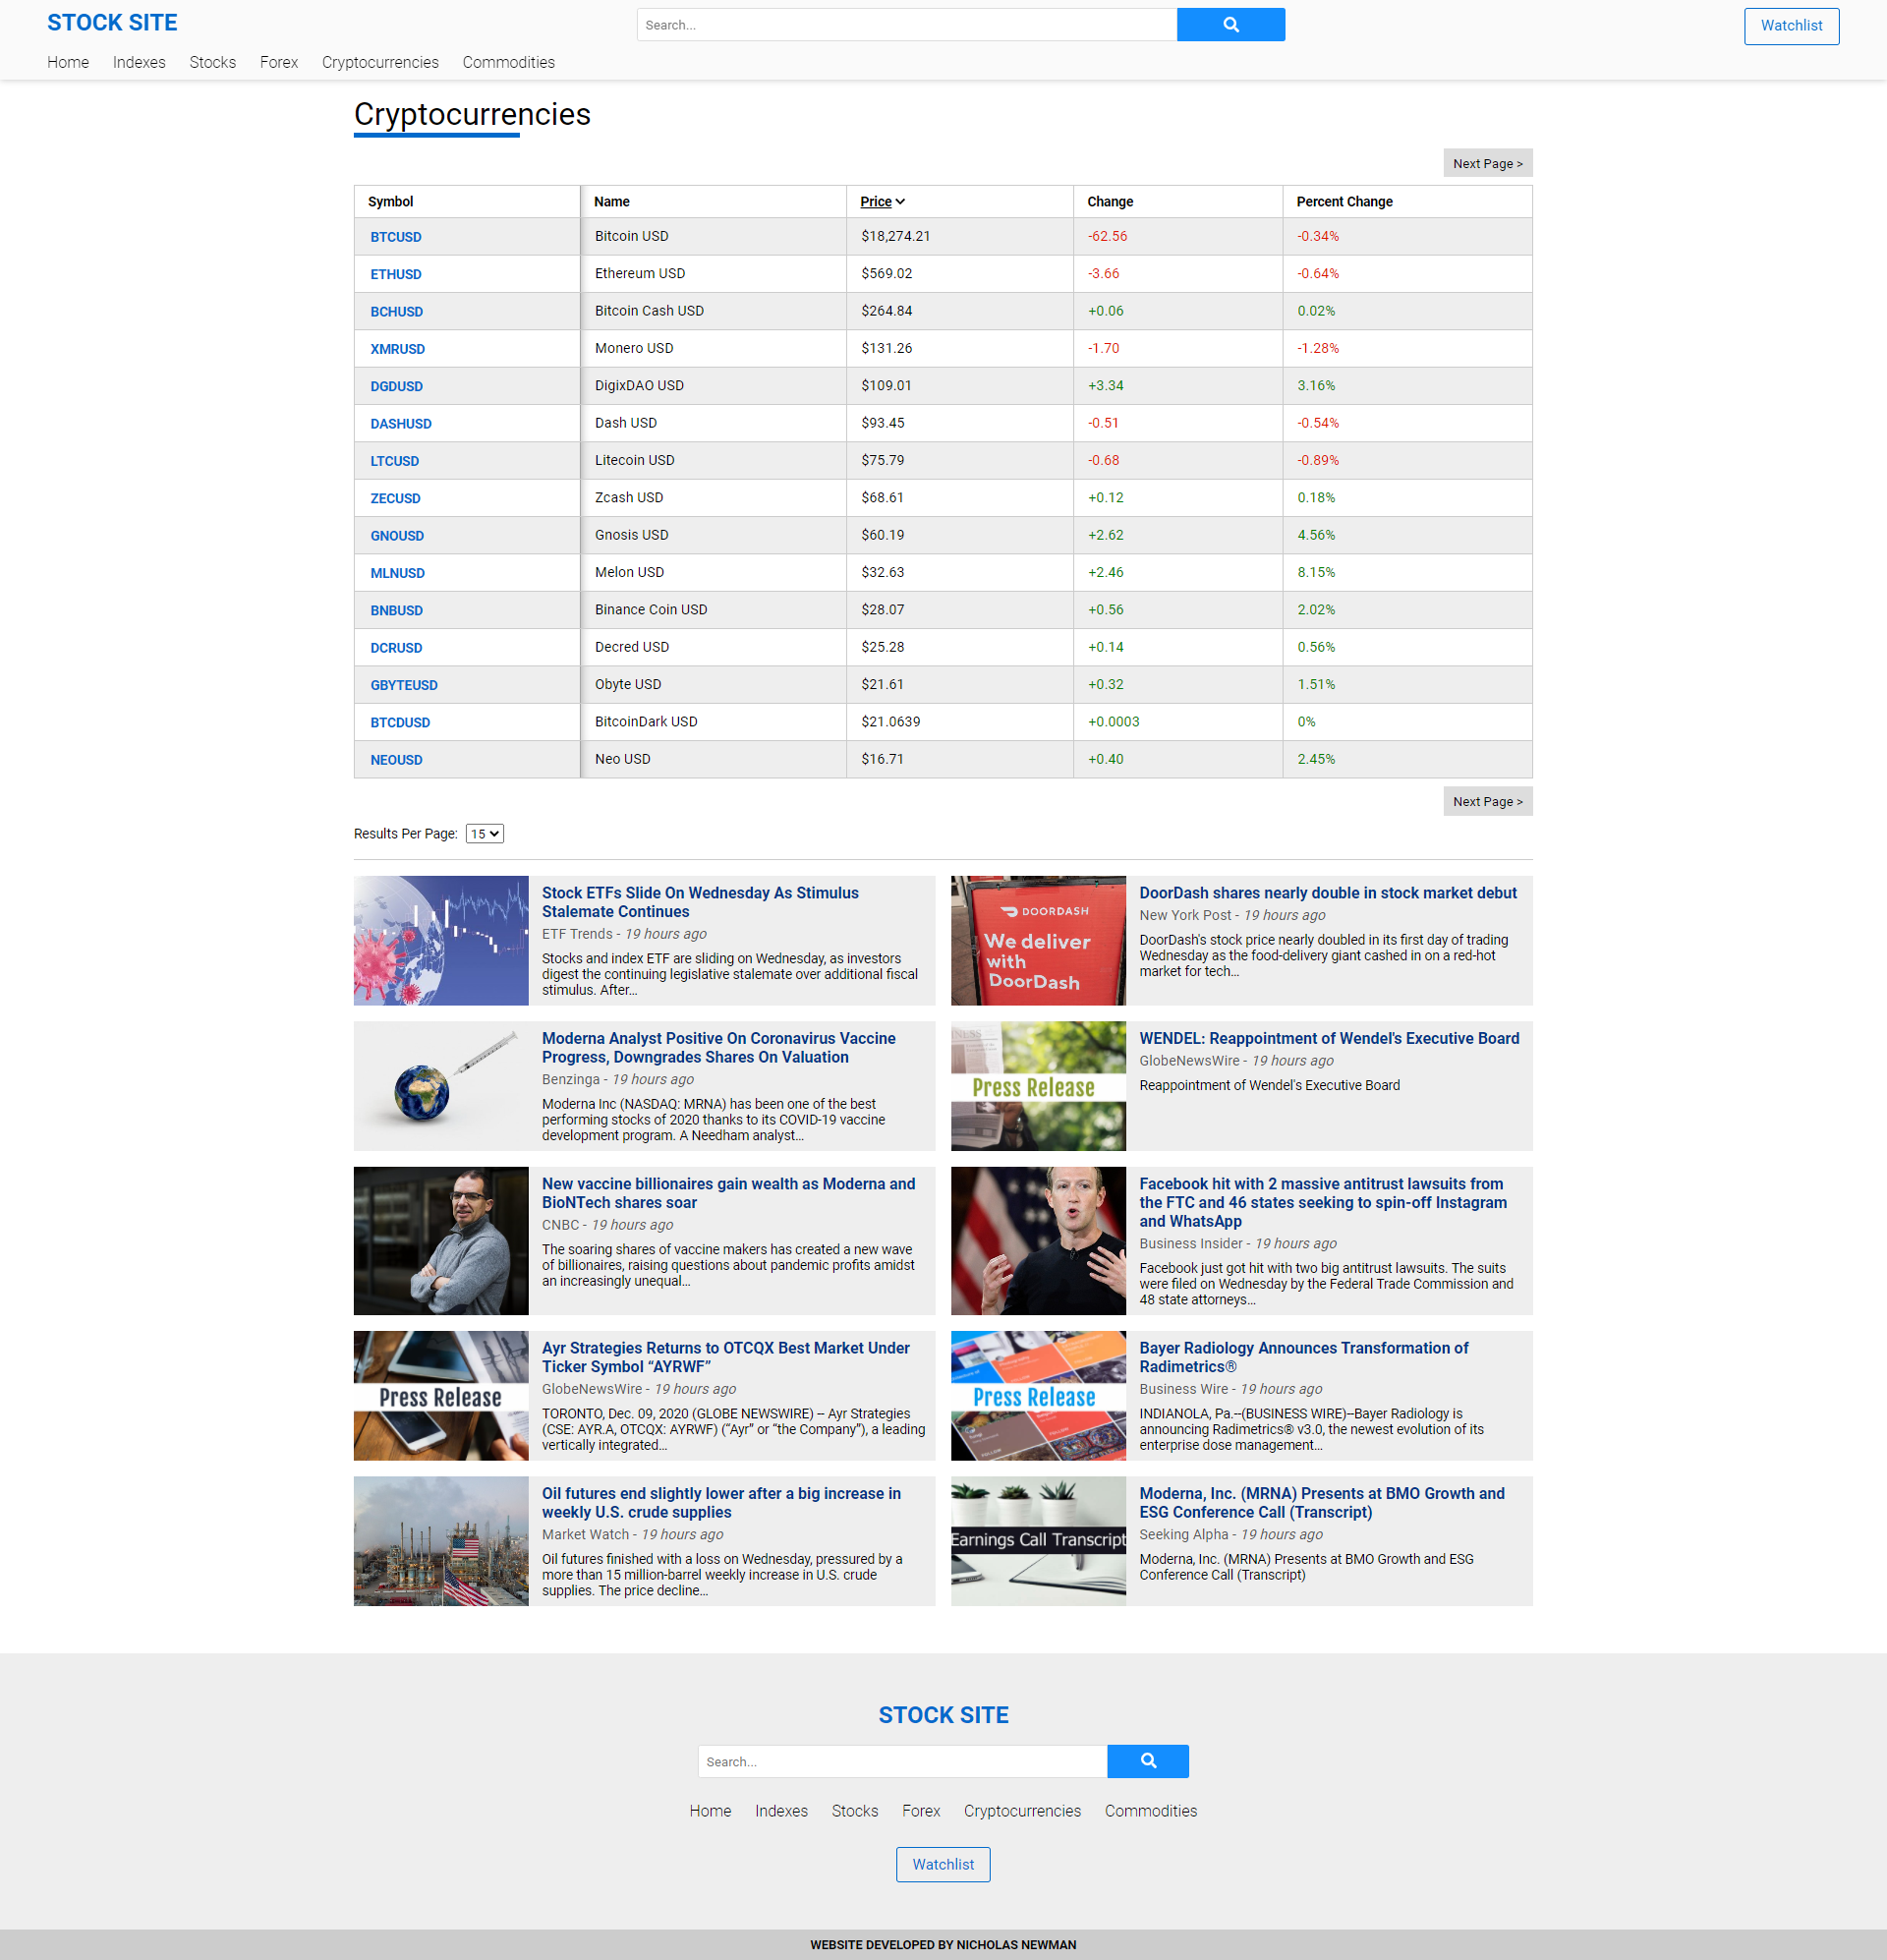 STOCK SITE
Search...
Watchlist
Home Indexes Stocks Forex Cryptocurrencies Commodities
Cryptocurrencies
Next Page >
Symbol Name Price Change Percent Change
BTCUSD Bitcoin USD $18,274.21 -62.56 -0.34%
ETHUSD Ethereum USD $569.02 -3.66 -0.64%
BCHUSD Bitcoin Cash USD $264.84 +0.06 0.02%
XMRUSD Monero USD $131.26 -1.70 -1.28%
DGDUSD DigixDAO USD $109.01 +3.34 3.16%
DASHUSD Dash USD $93.45 -0.51 -0.54%
LTCUSD Litecoin USD $75.79 -0.68 -0.89%
ZECUSD Zcash USD $68.61 +0.12 0.18%
GNOUSD Gnosis USD $60.19 +2.62 4.56%
MLNUSD Melon USD $32.63 +2.46 8.15%
BNBUSD Binance Coin USD $28.07 +0.56 2.02%
DCRUSD Decred USD $25.28 +0.14 0.56%
GBYTEUSD Obyte USD $21.61 +0.32 1.51%
BTCDUSD BitcoinDark USD $21.0639 +0.0003 0%
NEOUSD Neo USD $16.71 +0.40 2.45%
Next Page >
Results Per Page: 15
Stock ETFs Slide On Wednesday As Stimulus
Stalemate Continues
ETF Trends - 19 hours ago
Stocks and index ETF are sliding on Wednesday, as investors
digest the continuing legislative stalemate over additional fiscal
stimulus. After...
DOORDASH
We deliver
with
DoorDash
DoorDash shares nearly double in stock market debut
New York Post - 19 hours ago
DoorDash's stock price nearly doubled in its first day of trading
Wednesday as the food-delivery giant cashed in on a red-hot
market for tech...
Moderna Analyst Positive On Coronavirus Vaccine
Progress, Downgrades Shares On Valuation
Benzinga - 19 hours ago
Moderna Inc (NASDAQ: MRNA) has been one of the best
performing stocks of 2020 thanks to its COVID-19 vaccine
development program. A Needham analyst...
Press Release
WENDEL: Reappointment of Wendel's Executive Board
GlobeNewsWire - 19 hours ago
Reappointment of Wendel's Executive Board
New vaccine billionaires gain wealth as Moderna and
BioNTech shares soar
CNBC - 19 hours ago
The soaring shares of vaccine makers has created a new wave
of billionaires, raising questions about pandemic profits amidst
an increasingly unequal...
Facebook hit with 2 massive antitrust lawsuits from
the FTC and 46 states seeking to spin-off Instagram
and WhatsApp
Business Insider - 19 hours ago
Facebook just got hit with two big antitrust lawsuits. The suits
were filed on Wednesday by the Federal Trade Commission and
48 state attorneys...
Press Release
Ayr Strategies Returns to OTCQX Best Market Under
Ticker Symbol “AYRWF”
GlobeNewsWire - 19 hours ago
TORONTO, Dec. 09, 2020 (GLOBE NEWSWIRE) -- Ayr Strategies
(CSE: AYR.A, OTCQX: AYRWF) (“Ayr” or “the Company”), a leading
vertically integrated...
Press Release
Bayer Radiology Announces Transformation of
Radimetrics®
Business Wire - 19 hours ago
INDIANOLA, Pa.--(BUSINESS WIRE)--Bayer Radiology is
announcing Radimetrics® v3.0, the newest evolution of its
enterprise dose management...
Oil futures end slightly lower after a big increase in
weekly U.S. crude supplies
Market Watch - 19 hours ago
Oil futures finished with a loss on Wednesday, pressured by a
more than 15 million-barrel weekly increase in U.S. crude
supplies. The price decline...
Earnings Call Transcript
Moderna, Inc. (MRNA) Presents at BMO Growth and
ESG Conference Call (Transcript)
Seeking Alpha - 19 hours ago
Moderna, Inc. (MRNA) Presents at BMO Growth and ESG
Conference Call (Transcript)
STOCK SITE
Search...
Home Indexes Stocks Forex Cryptocurrencies Commodities
Watchlist
WEBSITE DEVELOPED BY NICHOLAS NEWMAN